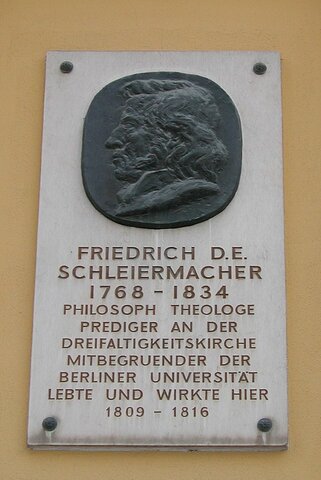 FRIEDRICH D.E.
SCHLEIERMACHER
1768 - 1834
PHILOSOPH THEOLOGE
PREDIGER AN DER
DREIFALTIGKEITSKIRCHE
MITBEGRUENDER DER
BERLINER UNIVERSITÄT
LEBTE UND WIRKTE HIER
1809 - 1816